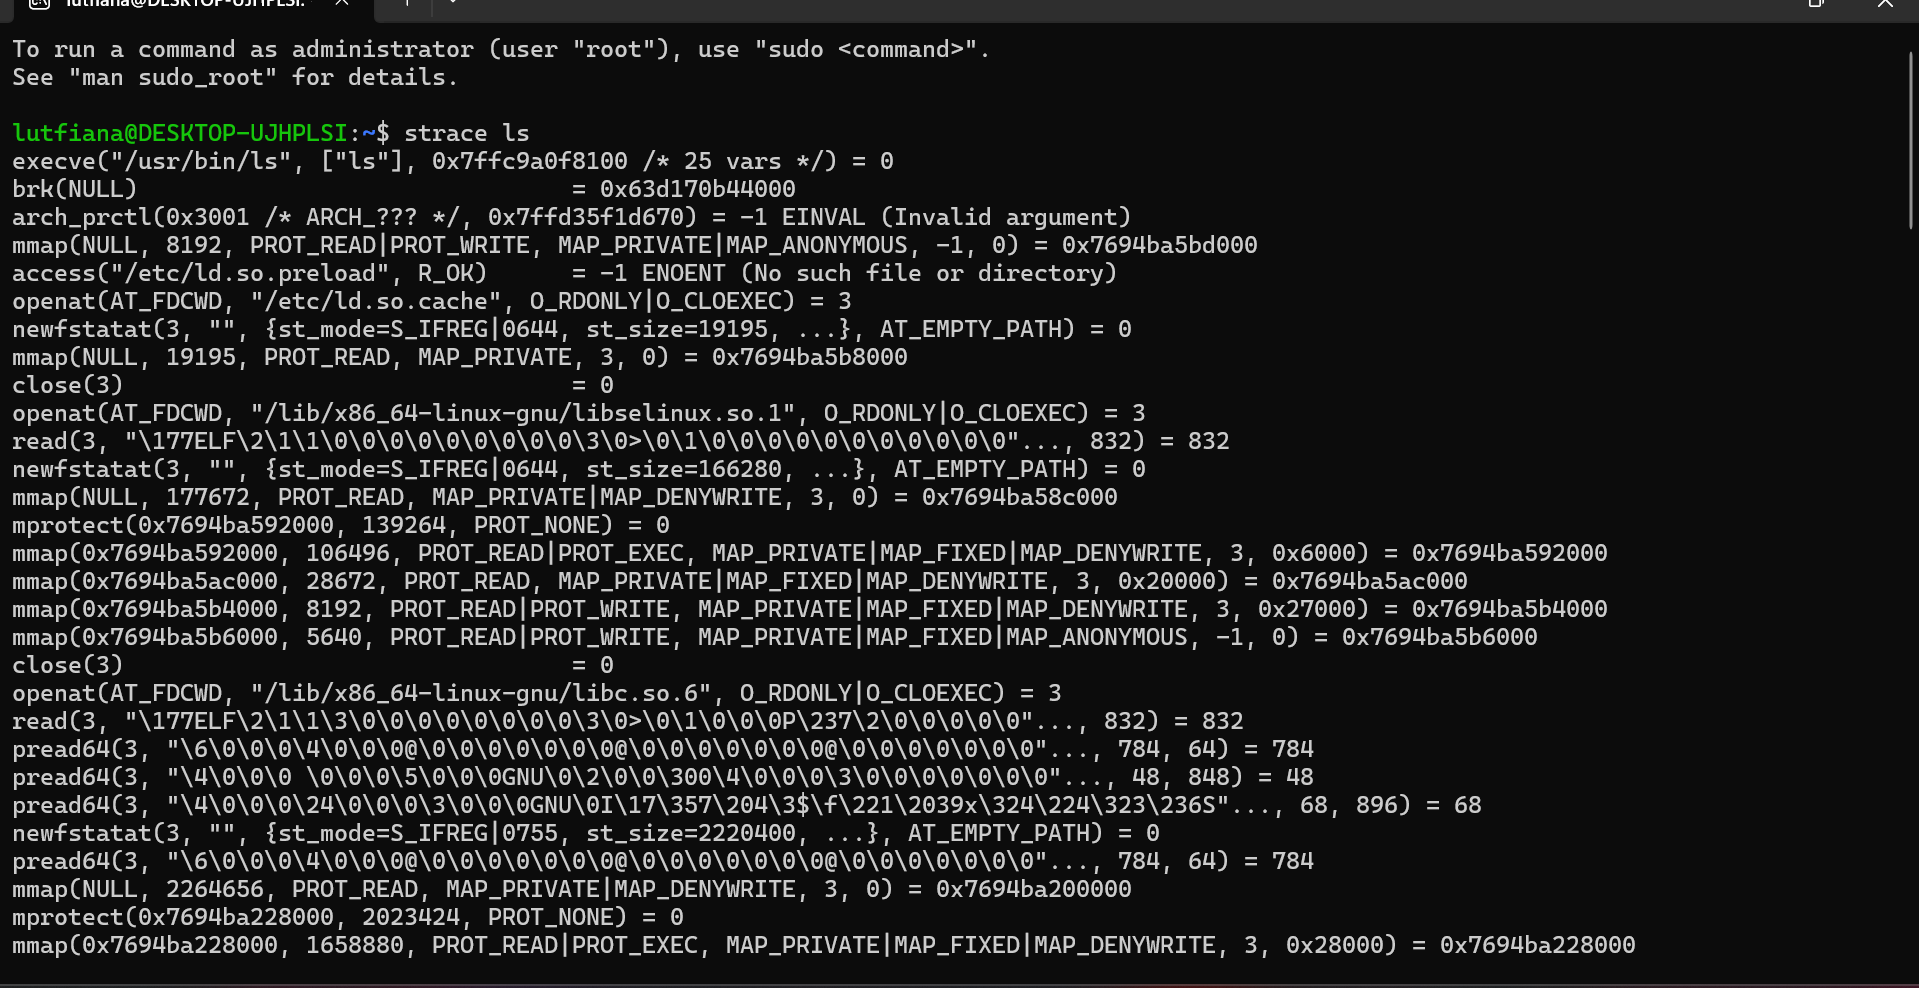 lutfiana@DESKTOP-UJHPLSI:
To run a command as administrator (user "root"), use "sudo <command>".
See "man sudo_root" for details.
lutfiana@DESKTOP-UJHPLSI:~$ strace ls
execve("/usr/bin/ls", ["ls"], 0x7ffc9a0f8100 /* 25 vars */) = 0
brk(NULL)                               = 0x63d170b44000
arch_prctl(0x3001 /* ARCH_??? */, 0x7ffd35f1d670) = -1 EINVAL (Invalid argument)
mmap(NULL, 8192, PROT_READ|PROT_WRITE, MAP_PRIVATE|MAP_ANONYMOUS, -1, 0) = 0x7694ba5bd000
access("/etc/ld.so.preload", R_OK)      = -1 ENOENT (No such file or directory)
openat(AT_FDCWD, "/etc/ld.so.cache", O_RDONLY|O_CLOEXEC) = 3
newfstatat(3, "", {st_mode=S_IFREG|0644, st_size=19195, ...}, AT_EMPTY_PATH) = 0
mmap(NULL, 19195, PROT_READ, MAP_PRIVATE, 3, 0) = 0x7694ba5b8000
close(3)                                = 0
openat(AT_FDCWD, "/lib/x86_64-linux-gnu/libselinux.so.1", O_RDONLY|O_CLOEXEC) = 3
read(3, "\177ELF\2\1\1\0\0\0\0\0\0\0\0\0\3\0>\0\1\0\0\0\0\0\0\0\0\0\0\0"..., 832) = 832
newfstatat(3, "", {st_mode=S_IFREG|0644, st_size=166280, ...}, AT_EMPTY_PATH) = 0
mmap(NULL, 177672, PROT_READ, MAP_PRIVATE|MAP_DENYWRITE, 3, 0) = 0x7694ba58c000
mprotect(0x7694ba592000, 139264, PROT_NONE) = 0
mmap(0x7694ba592000, 106496, PROT_READ|PROT_EXEC, MAP_PRIVATE|MAP_FIXED|MAP_DENYWRITE, 3, 0x6000) = 0x7694ba592000
mmap(0x7694ba5ac000, 28672, PROT_READ, MAP_PRIVATE|MAP_FIXED|MAP_DENYWRITE, 3, 0x20000) = 0x7694ba5ac000
mmap(0x7694ba5b4000, 8192, PROT_READ|PROT_WRITE, MAP_PRIVATE|MAP_FIXED|MAP_DENYWRITE, 3, 0x27000) = 0x7694ba5b4000
mmap(0x7694ba5b6000, 5640, PROT_READ|PROT_WRITE, MAP_PRIVATE|MAP_FIXED|MAP_ANONYMOUS, -1, 0) = 0x7694ba5b6000
close(3)                                = 0
openat(AT_FDCWD, "/lib/x86_64-linux-gnu/libc.so.6", O_RDONLY|O_CLOEXEC) = 3
read(3, "\177ELF\2\1\1\3\0\0\0\0\0\0\0\0\3\0>\0\1\0\0\0P\237\2\0\0\0\0\0"..., 832) = 832
pread64(3, "\6\0\0\0\4\0\0\0@\0\0\0\0\0\0\0@\0\0\0\0\0\0\0@\0\0\0\0\0\0\0"..., 784, 64) = 784
pread64(3, "\4\0\0\0 \0\0\0\5\0\0\0GNU\0\2\0\0\300\4\0\0\0\3\0\0\0\0\0\0\0"..., 48, 848) = 48
pread64(3, "\4\0\0\0\24\0\0\0\3\0\0\0GNU\0I\17\357\204\3$\f\221\2039x\324\224\323\236S"..., 68, 896) = 68
newfstatat(3, "", {st_mode=S_IFREG|0755, st_size=2220400, ...}, AT_EMPTY_PATH) = 0
pread64(3, "\6\0\0\0\4\0\0\0@\0\0\0\0\0\0\0@\0\0\0\0\0\0\0@\0\0\0\0\0\0\0"..., 784, 64) = 784
mmap(NULL, 2264656, PROT_READ, MAP_PRIVATE|MAP_DENYWRITE, 3, 0) = 0x7694ba200000
mprotect(0x7694ba228000, 2023424, PROT_NONE) = 0
mmap(0x7694ba228000, 1658880, PROT_READ|PROT_EXEC, MAP_PRIVATE|MAP_FIXED|MAP_DENYWRITE, 3, 0x28000) = 0x7694ba228000